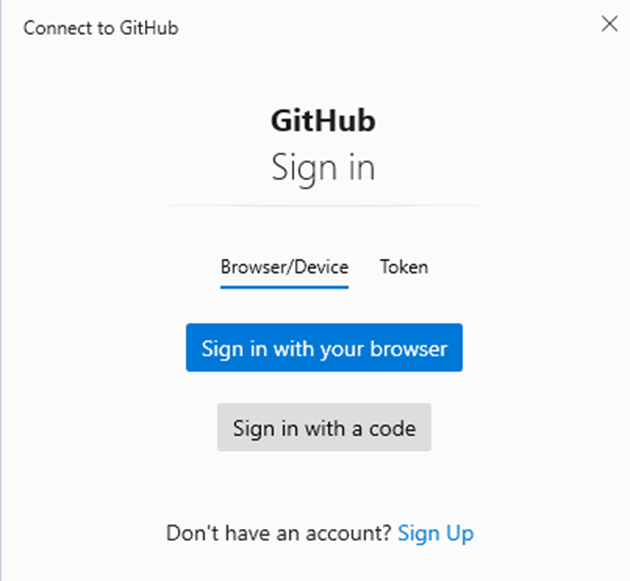 Connect to GitHub
GitHub
Sign in
Browser/Device Token
Sign in with your browser
Sign in with a code
Don't have an account? Sign Up